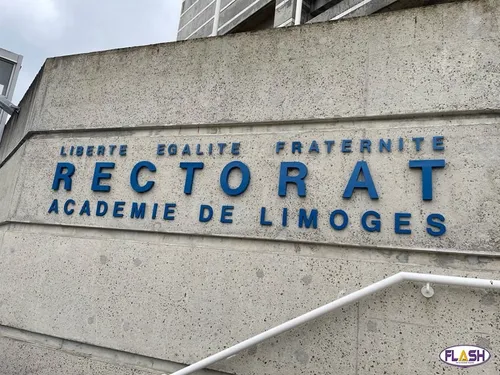 LIBERTE EGALITE FRATERNITE
RECTORAT
ACADEMIE DE LIMOGES
FLASH